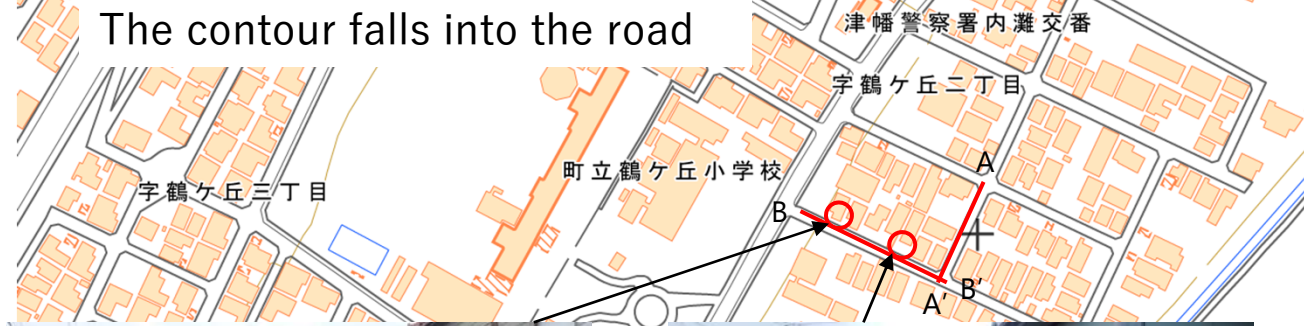 The contour falls into the road
津幡警察署内灘交番
字鶴ケ丘二丁目
町立鶴ケ丘小学校
字鶴ケ丘三丁目
A
B
A′
B′